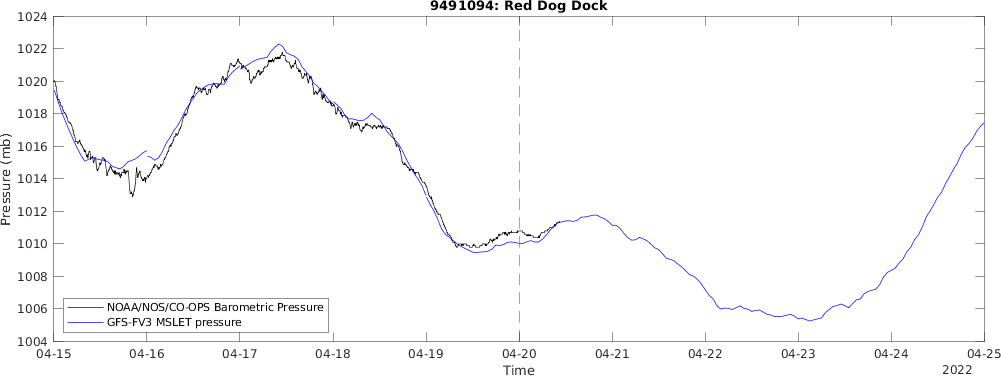 9491094: Red Dog Dock
1024
1022
1020
1018
1016
1014
1012
1010
1008
1006
1004
Pressure (mb)
NOAA/NOS/CO-OPS Barometric Pressure
GFS-FV3 MSLET pressure
04-15 04-16 04-17 04-18 04-19 04-20 04-21 04-22 04-23 04-24 04-25
Time
2022